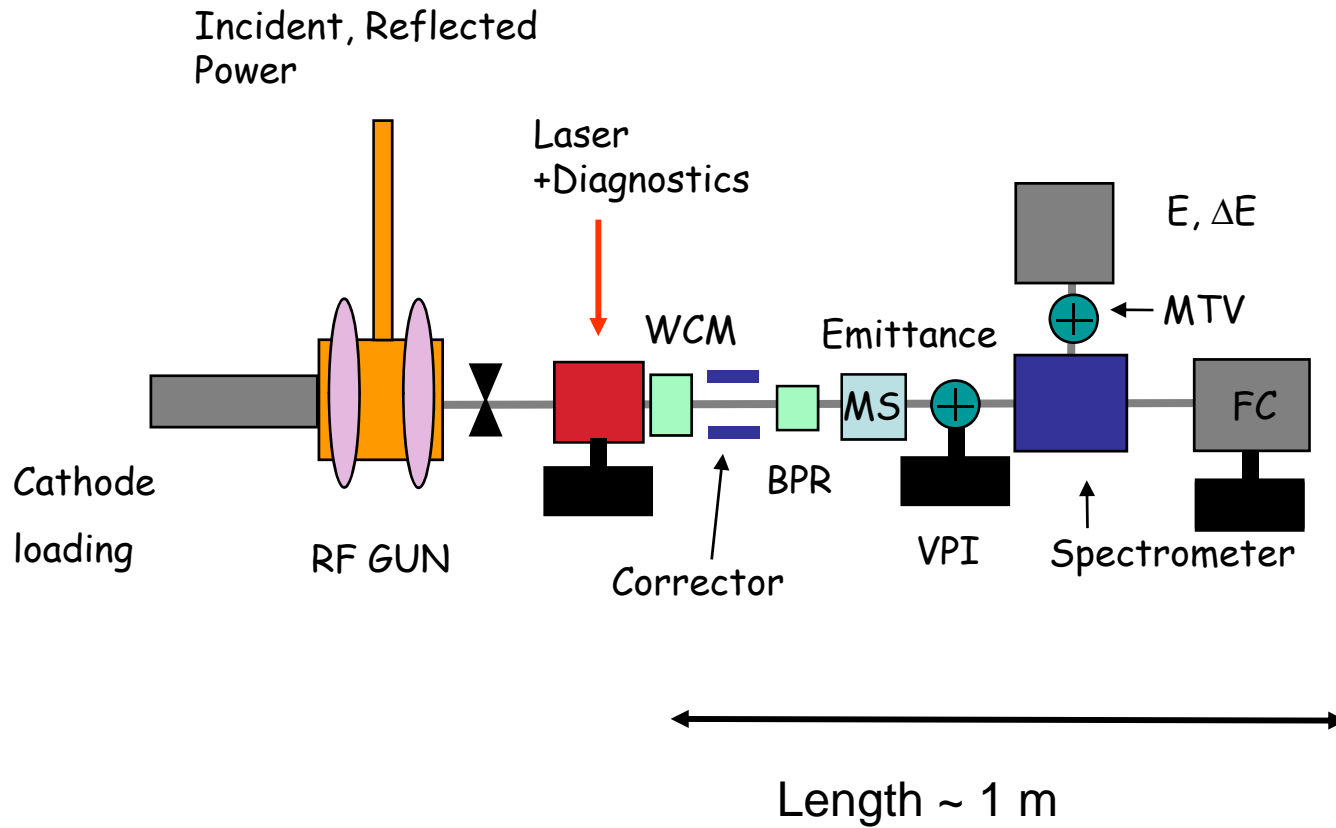 Incident, Reflected
Power
Laser
+Diagnostics
E, ΔE
MTV
WCM
Emittance
MS
FC
Cathode
loading
RF GUN
BPR
Corrector
VPI
Spectrometer
Length ~ 1 m